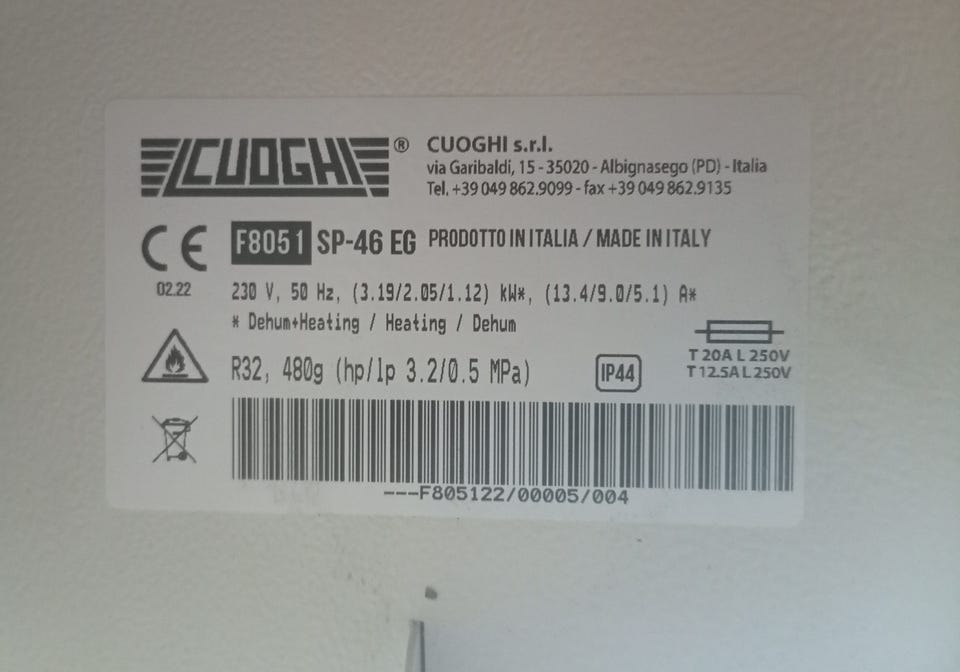 CUOGHI®
CUOGHI s.r.l.
via Garibaldi, 15 - 35020 - Albignasego (PD) - Italia
Tel. +39 049 862.9099 - fax +39 049 862.9135
CE F8051 SP-46 EG PRODOTTO IN ITALIA / MADE IN ITALY
02.22
230 V, 50 Hz, (3.19/2.05/1.12) kW*, (13.4/9.0/5.1) A*
* Dehum+Heating / Heating / Dehum
T 20A L 250V
T 12.5A L 250V
R32, 480g (hp/lp 3.2/0.5 MPa)
IP44
---F805122/00005/004